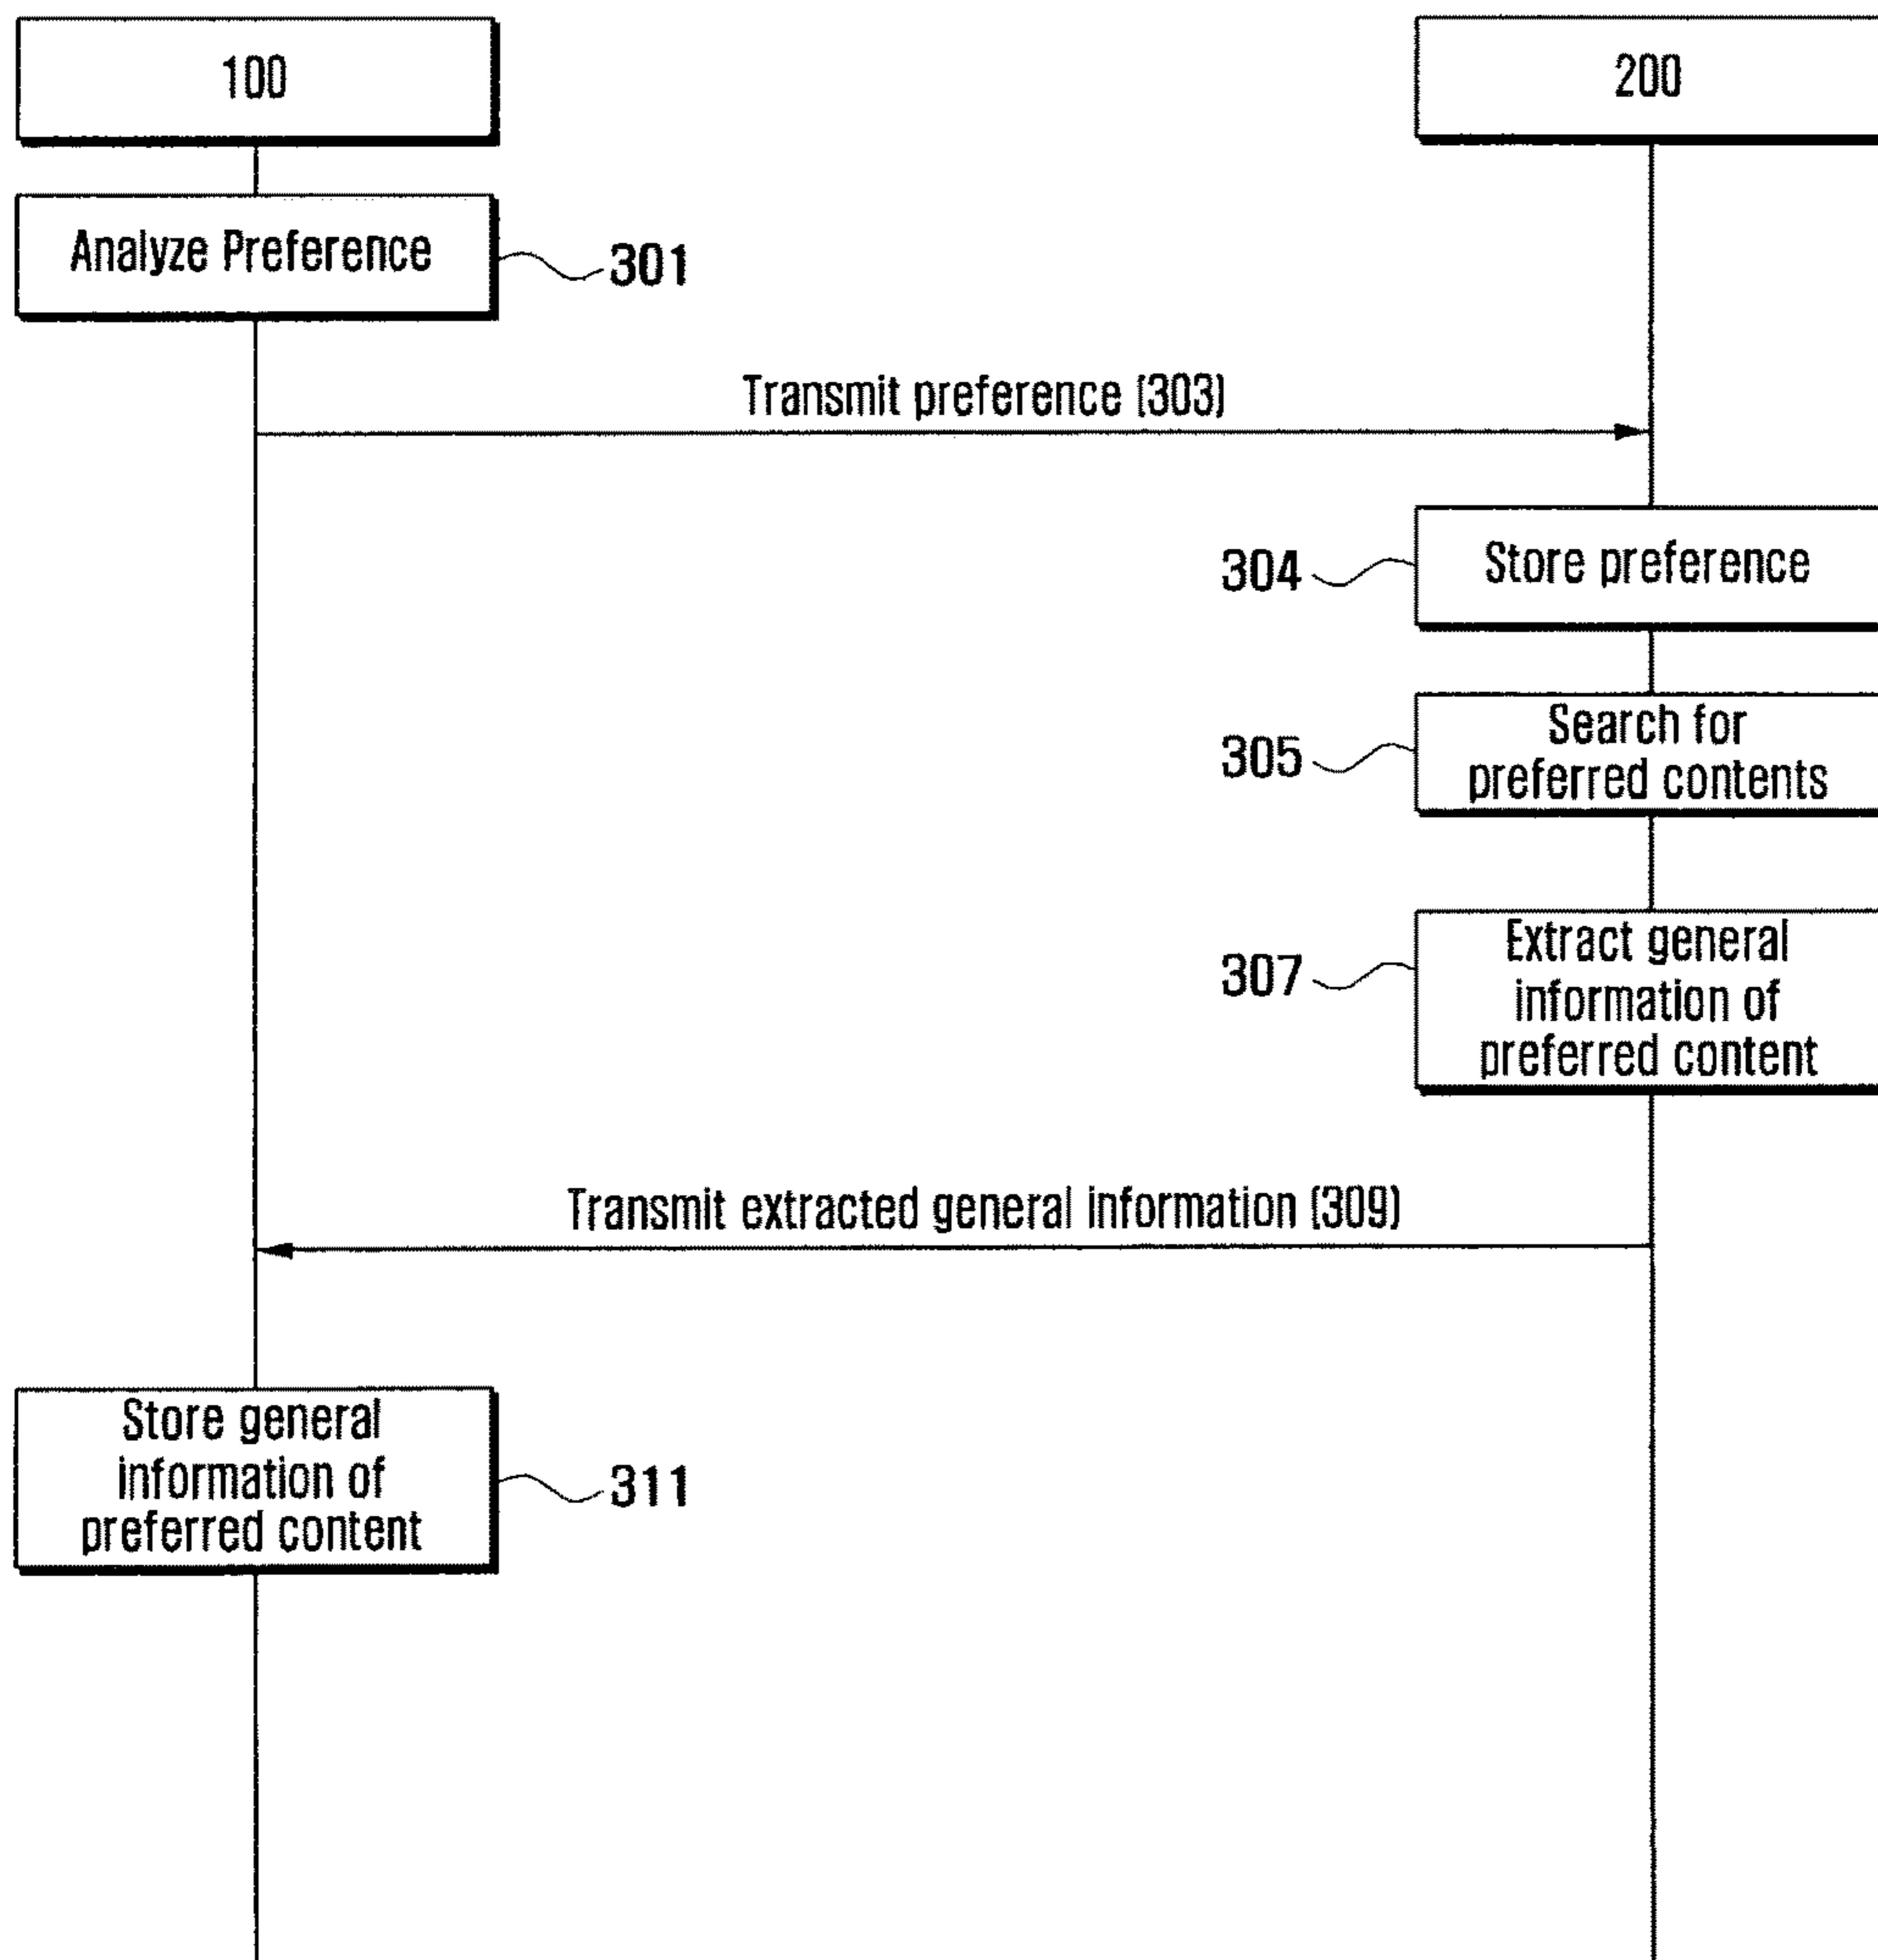 100
200
Analyze Preference
301
Transmit preference (303)
304
Store preference
305
Search for
preferred contents
307
Extract general
information of
preferred content
Transmit extracted general information (309)
Store general
information of
preferred content
311